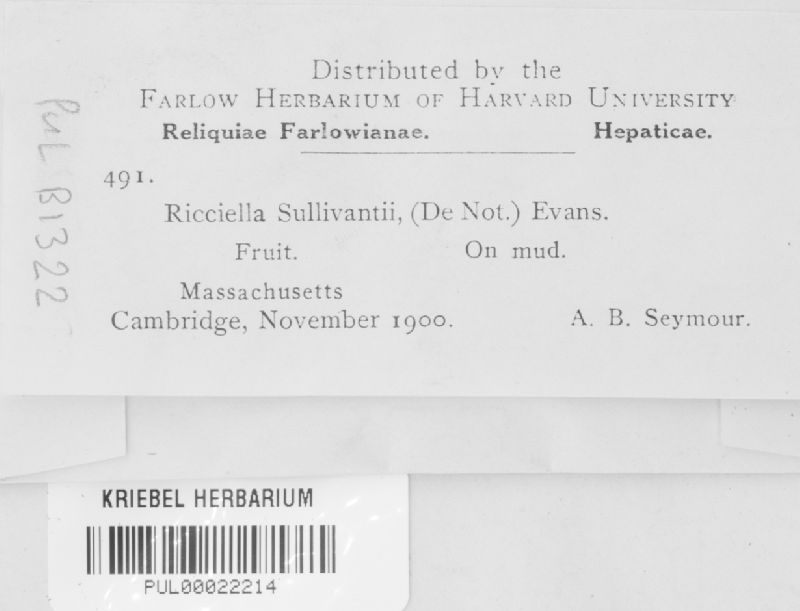 Distributed by the
FARLOW HERBARIUM OF HARVARD UNIVERSITY
Reliquiae Farlowianae. Hepaticae.
491.
Ricciella Sullivantii, (De Not.) Evans.
Fruit. On mud.
Massachusetts
Cambridge, November 1900. A. B. Seymour.
PUL B1322
KRIEBEL HERBARIUM
PUL00022214